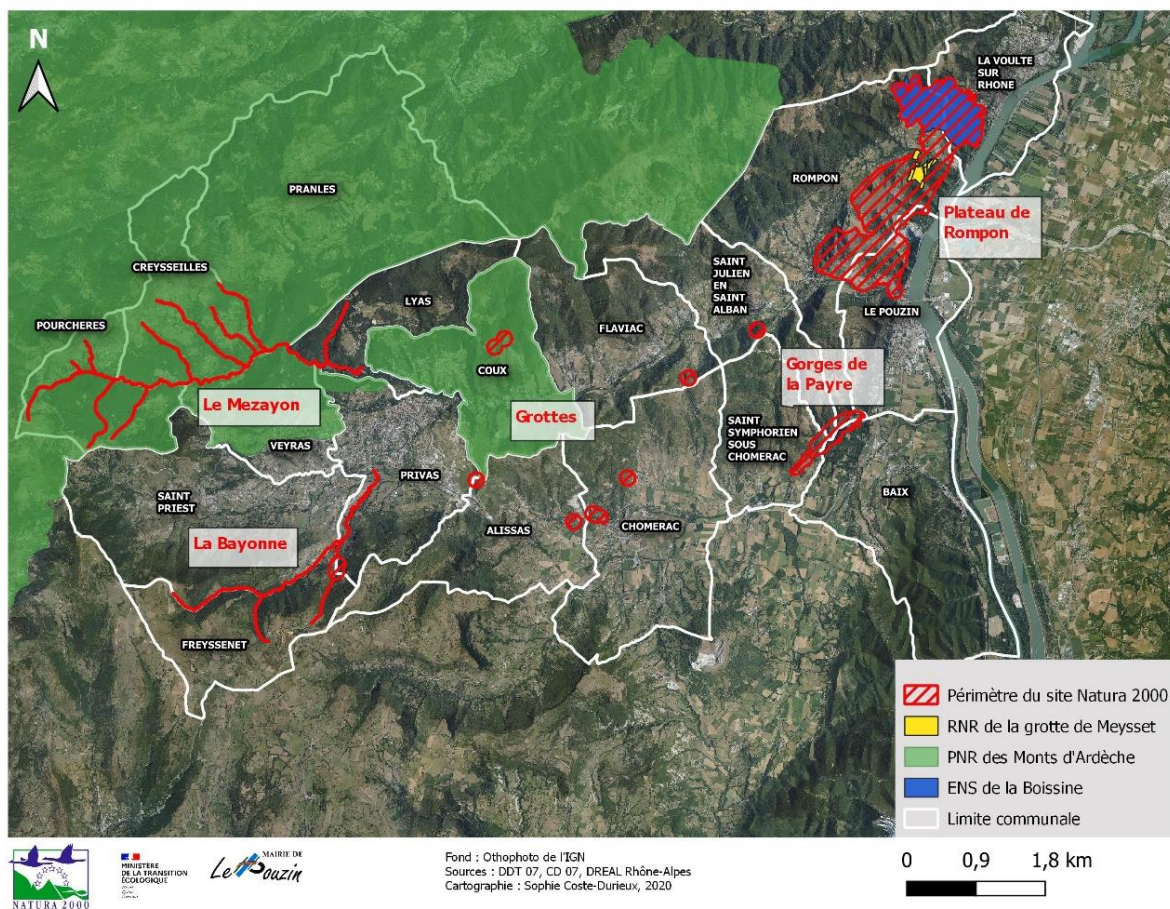 N
LA VOULTE
SUR
RHONE
PRANLES
ROMPON
Plateau de
Rompon
CREYSSEILLES
SAINT
JULIEN
EN
SAINT
ALBAN
LYAS
FLAVIAC
POURCHERES
LE POUZIN
COUX
Gorges de
la Payre
Le Mezayon
Grottes
VEYRAS
SAINT
SYMPHORIEN
SOUS
CHOMERAC
PRIVAS
BAIX
SAINT
PRIEST
ALISSAS
CHOMERAC
La Bayonne
FREYSSENET
Périmètre du site Natura 2000
RNR de la grotte de Meysset
PNR des Monts d'Ardèche
ENS de la Boissine
Limite communale
NATURA 2000
MINISTÈRE
DE LA TRANSITION
ÉCOLOGIQUE
MAIRIE DE
Le Pouzin
Fond : Othophoto de l'IGN
Sources : DDT 07, CD 07, DREAL Rhône-Alpes
Cartographie : Sophie Coste-Durieux, 2020
0 0,9 1,8 km